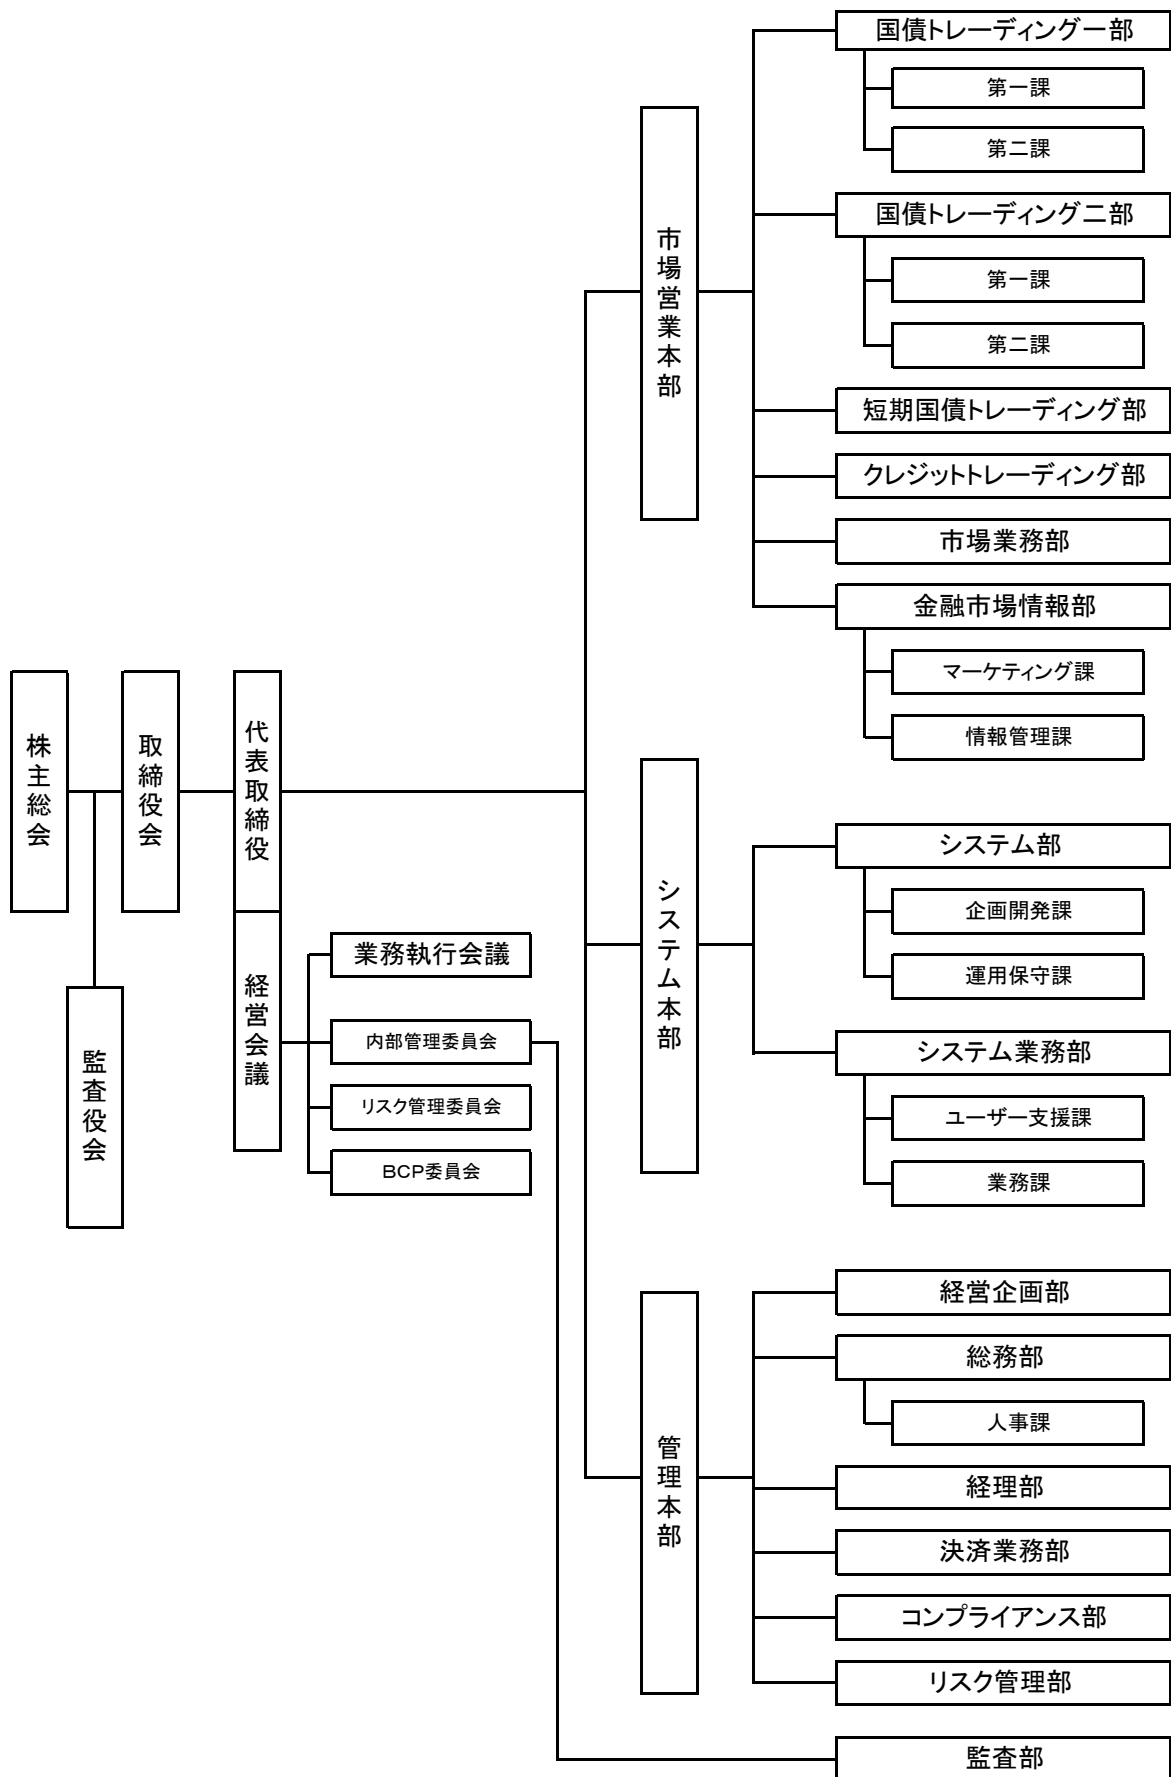 株主総会
監査役会
取締役会
代表取締役
経営会議
業務執行会議
内部管理委員会
リスク管理委員会
BCP委員会
市場営業本部
国債トレーディング一部
第一課
第二課
国債トレーディング二部
第一課
第二課
短期国債トレーディング部
クレジットトレーディング部
市場業務部
金融市場情報部
マーケティング課
情報管理課
システム本部
システム部
企画開発課
運用保守課
システム業務部
ユーザー支援課
業務課
管理本部
経営企画部
総務部
人事課
経理部
決済業務部
コンプライアンス部
リスク管理部
監査部